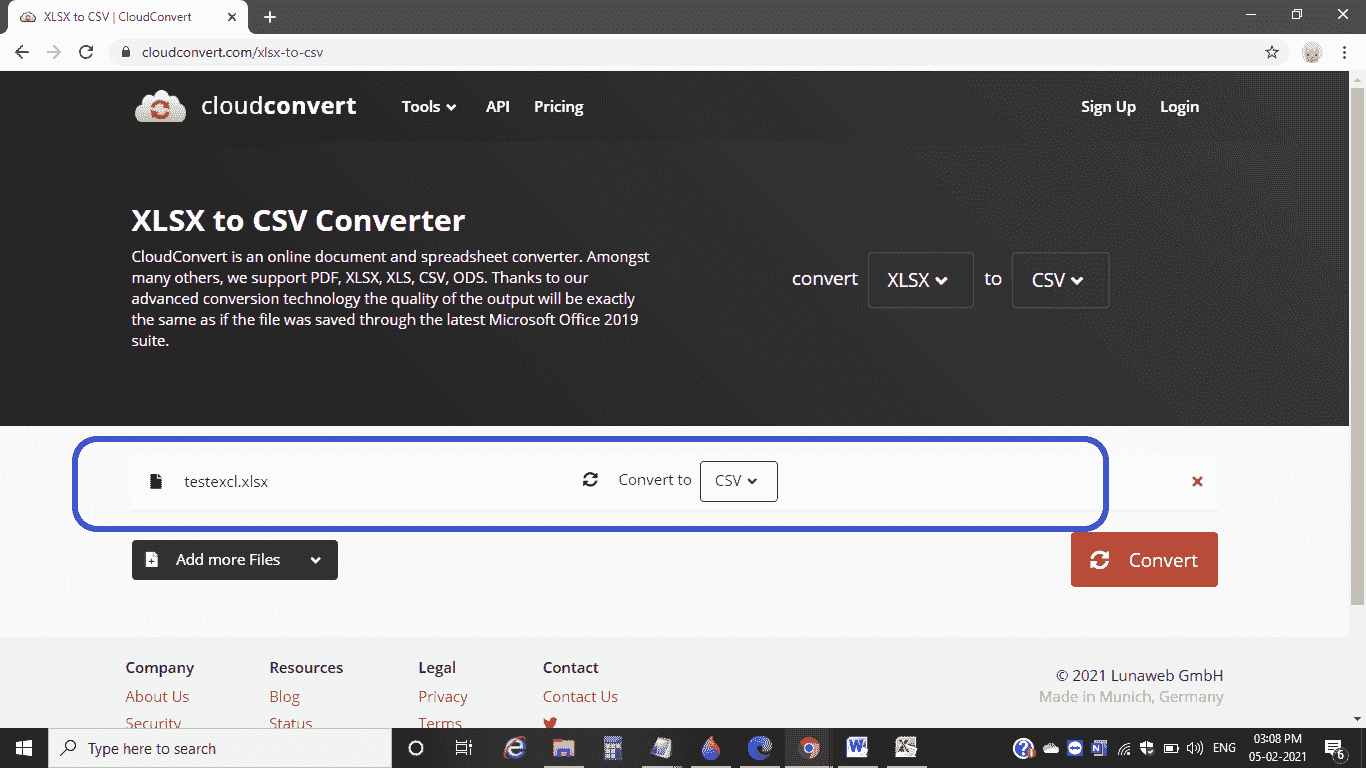 XLSX to CSV | CloudConvert
cloudconvert.com/xlsx-to-csv
cloudconvert Tools API Pricing Sign Up Login
XLSX to CSV Converter
CloudConvert is an online document and spreadsheet converter. Amongst
many others, we support PDF, XLSX, XLS, CSV, ODS. Thanks to our
advanced conversion technology the quality of the output will be exactly
the same as if the file was saved through the latest Microsoft Office 2019
suite.
convert XLSX to CSV
testexcl.xlsx Convert to CSV
Add more Files
Convert
Company Resources Legal Contact
About Us Blog Privacy Contact Us
Security Status Terms
© 2021 Lunaweb GmbH
Made in Munich, Germany
Type here to search
ENG
03:08 PM
05-02-2021
6